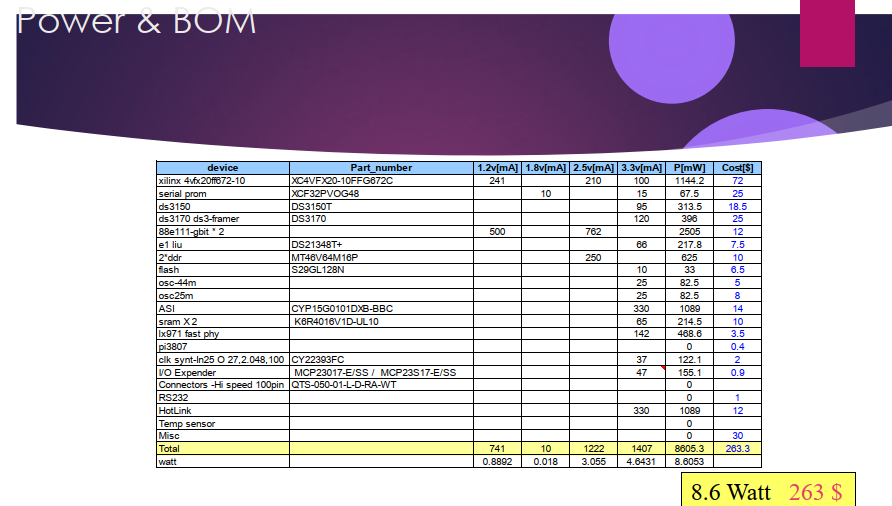 Power & BOM
device Part_number 1.2v[mA] 1.8v[mA] 2.5v[mA] 3.3v[mA] P[mW] Cost[$]
xilinx 4vfx20ff672-10 XC4VFX20-10FFG672C 241 210 100 1144.2 72
serial prom XCF32PVOG48 10 15 67.5 25
ds3150 DS3150T 95 313.5 18.5
ds3170 ds3-framer DS3170 120 396 25
88e111-gbit * 2 500 762 2505 12
e1 liu DS21348T+ 66 217.8 7.5
2*ddr MT46V64M16P 250 625 10
flash S29GL128N 10 33 6.5
osc-44m 25 82.5 5
osc25m 25 82.5 8
ASI CYP15G0101DXB-BBC 330 1089 14
sram X 2 K6R4016V1D-UL10 65 214.5 10
lx971 fast phy 142 468.6 3.5
pi3807 0 0.4
clk synt-In25 O 27,2.048,100 CY22393FC 37 122.1 2
I/O Expender MCP23017-E/SS / MCP23S17-E/SS 47 155.1 0.9
Connectors -Hi speed 100pin QTS-050-01-L-D-RA-WT 0
RS232 0 1
HotLink 330 1089 12
Temp sensor 0
Misc 0 30
Total 741 10 1222 1407 8605.3 263.3
watt 0.8892 0.018 3.055 4.6431 8.6053
8.6 Watt 263 $